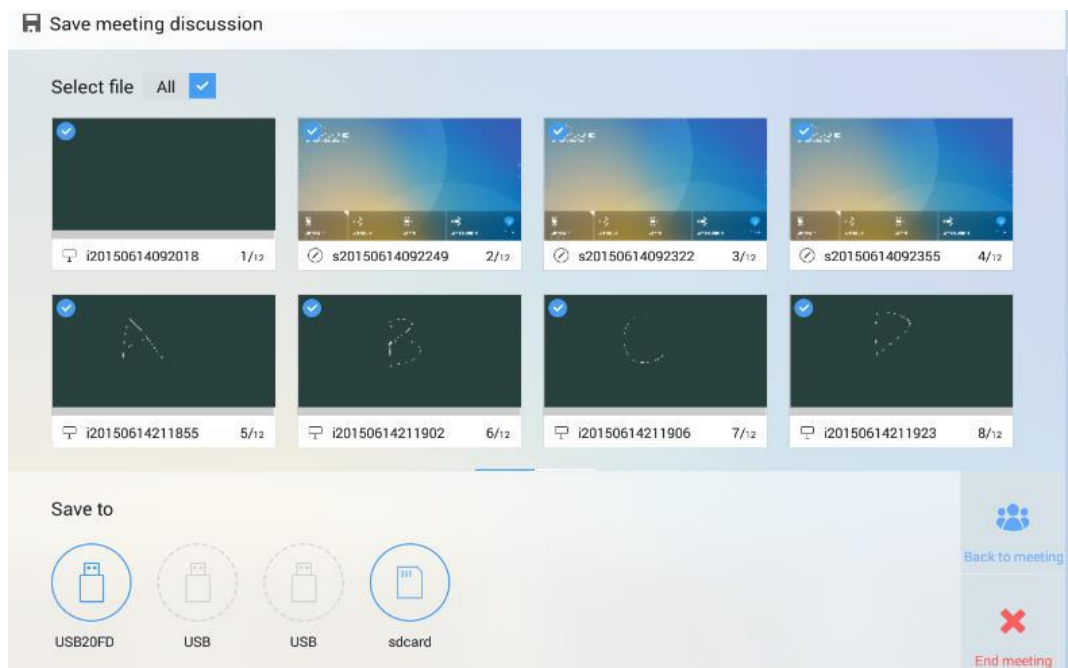 Save meeting discussion
Select file All
i20150614092018 1/12
s20150614092249 2/12
s20150614092322 3/12
s20150614092355 4/12
A
B
C
D
i20150614211855 5/12
i20150614211902 6/12
i20150614211906 7/12
i20150614211923 8/12
Save to
Back to meeting
USB20FD USB USB sdcard
End meeting